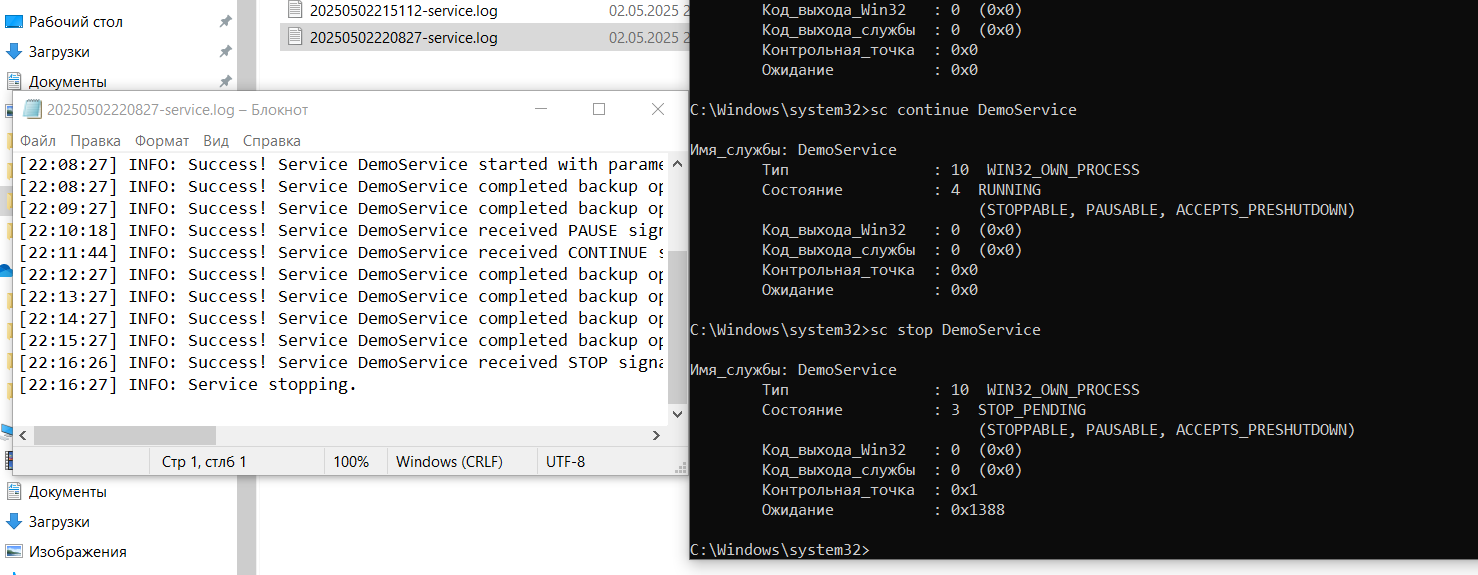 Рабочий стол
Загрузки
Документы
20250502215112-service.log 02.05.2025 2
20250502220827-service.log 02.05.2025 2
20250502220827-service.log – Блокнот
Файл Правка Формат Вид Справка
[22:08:27] INFO: Success! Service DemoService started with parame
[22:08:27] INFO: Success! Service DemoService completed backup op
[22:09:27] INFO: Success! Service DemoService completed backup op
[22:10:18] INFO: Success! Service DemoService received PAUSE sign
[22:11:44] INFO: Success! Service DemoService received CONTINUE s
[22:12:27] INFO: Success! Service DemoService completed backup op
[22:13:27] INFO: Success! Service DemoService completed backup op
[22:14:27] INFO: Success! Service DemoService completed backup op
[22:15:27] INFO: Success! Service DemoService completed backup op
[22:16:26] INFO: Success! Service DemoService received STOP signa
[22:16:27] INFO: Service stopping.
Стр 1, стлб 1 100% Windows (CRLF) UTF-8
Документы
Загрузки
Изображения
Код_выхода_Win32 : 0 (0x0)
Код_выхода_службы : 0 (0x0)
Контрольная_точка : 0x0
Ожидание : 0x0
C:\Windows\system32>sc continue DemoService
Имя_службы: DemoService
Тип : 10 WIN32_OWN_PROCESS
Состояние : 4 RUNNING
(STOPPABLE, PAUSABLE, ACCEPTS_PRESHUTDOWN)
Код_выхода_Win32 : 0 (0x0)
Код_выхода_службы : 0 (0x0)
Контрольная_точка : 0x0
Ожидание : 0x0
C:\Windows\system32>sc stop DemoService
Имя_службы: DemoService
Тип : 10 WIN32_OWN_PROCESS
Состояние : 3 STOP_PENDING
(STOPPABLE, PAUSABLE, ACCEPTS_PRESHUTDOWN)
Код_выхода_Win32 : 0 (0x0)
Код_выхода_службы : 0 (0x0)
Контрольная_точка : 0x1
Ожидание : 0x1388
C:\Windows\system32>